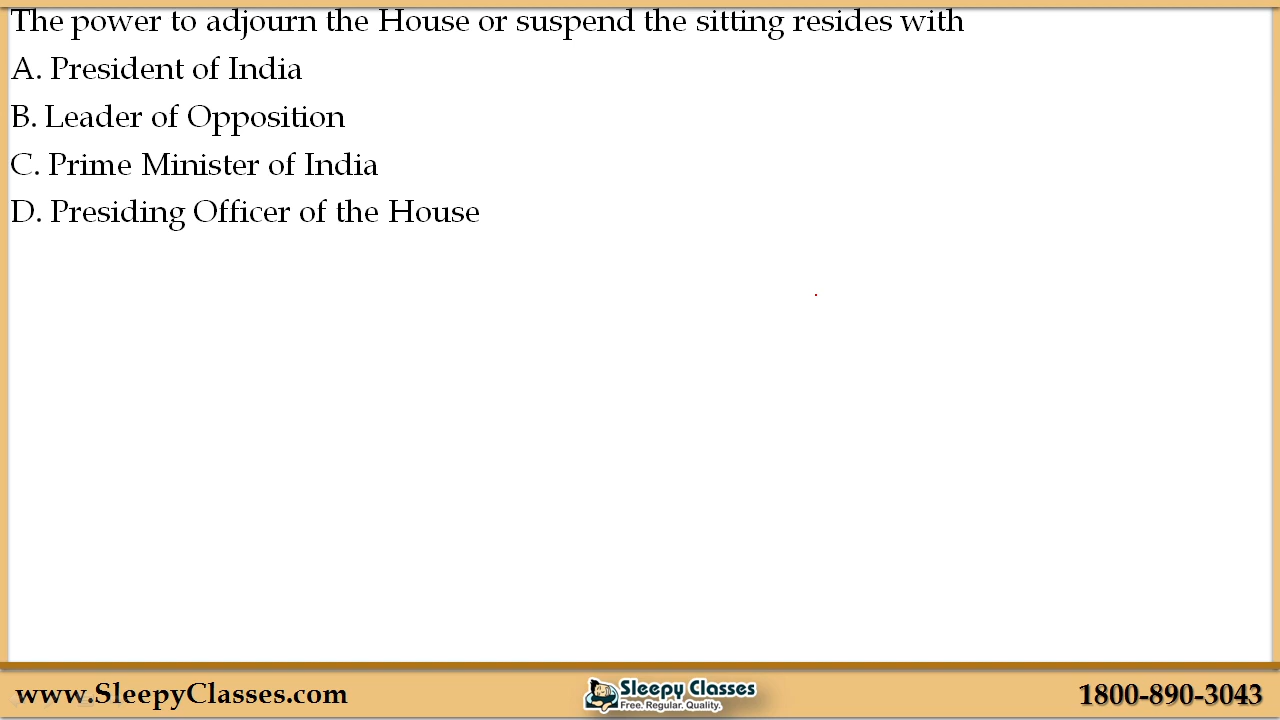 The power to adjourn the House or suspend the sitting resides with
A. President of India
B. Leader of Opposition
C. Prime Minister of India
D. Presiding Officer of the House
www.SleepyClasses.com
Sleepy Classes
Free. Regular. Quality.
1800-890-3043